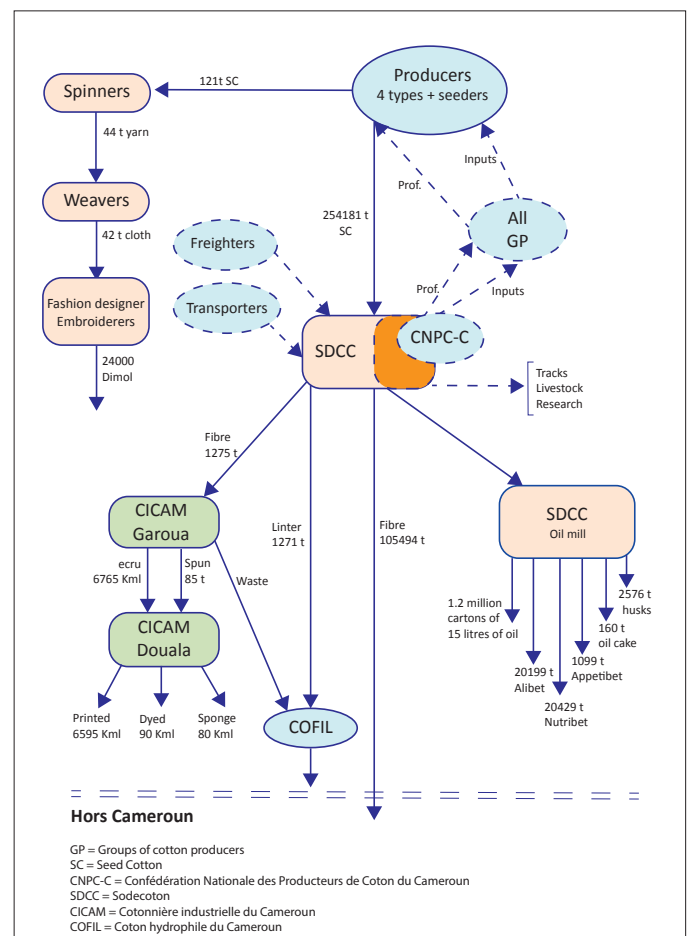 Producers
4 types + seeders
121t SC
Spinners
44 t yarn
Weavers
42 t cloth
Fashion designer
Embroiderers
24000
Dimol
Inputs
Prof.
All
GP
254181 t
SC
Freighters
Transporters
Prof.
Inputs
SDCC
CNPC-C
Tracks
Livestock
Research
Fibre
1275 t
CICAM
Garoua
Linter
1271 t
Fibre
105494 t
SDCC
Oil mill
ecru
6765 Kml
Spun
85 t
Waste
CICAM
Douala
1.2 million
cartons of
15 litres of oil
20199 t
Alibet
20429 t
Nutribet
1099 t
Appetibet
160 t
oil cake
2576 t
husks
Printed
6595 Kml
Dyed
90 Kml
Sponge
80 Kml
COFIL
Hors Cameroun
GP = Groups of cotton producers
SC = Seed Cotton
CNPC-C = Confédération Nationale des Producteurs de Coton du Cameroun
SDCC = Sodecoton
CICAM = Cotonnière industrielle du Cameroun
COFIL = Coton hydrophile du Cameroun